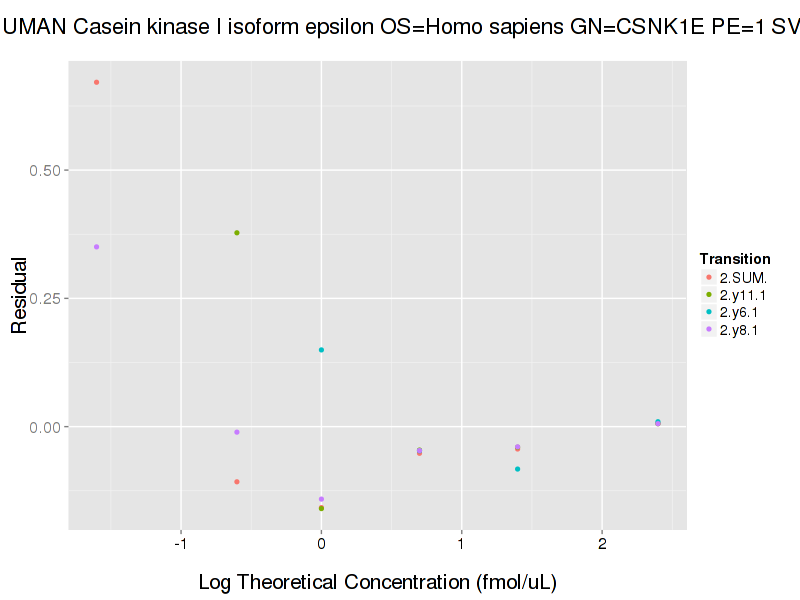 UMAN Casein kinase I isoform epsilon OS=Homo sapiens GN=CSNK1E PE=1 SV
Residual
0.50
0.25
0.00
-1 0 1 2
Log Theoretical Concentration (fmol/uL)
Transition
2.SUM.
2.y11.1
2.y6.1
2.y8.1